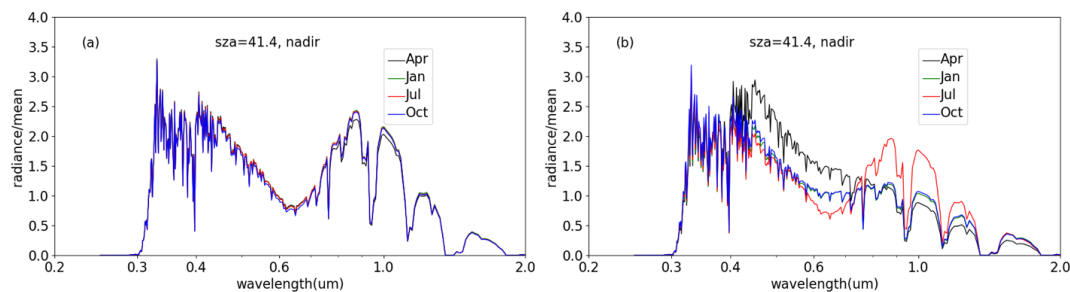 (a)
sza=41.4, nadir
Apr
Jan
Jul
Oct
4.0
3.5
3.0
2.5
2.0
1.5
1.0
0.5
0.0
radiance/mean
0.2
0.3
0.4
0.6
1.0
2.0
wavelength(um)
(b)
sza=41.4, nadir
Apr
Jan
Jul
Oct
4.0
3.5
3.0
2.5
2.0
1.5
1.0
0.5
0.0
radiance/mean
0.2
0.3
0.4
0.6
1.0
2.0
wavelength(um)